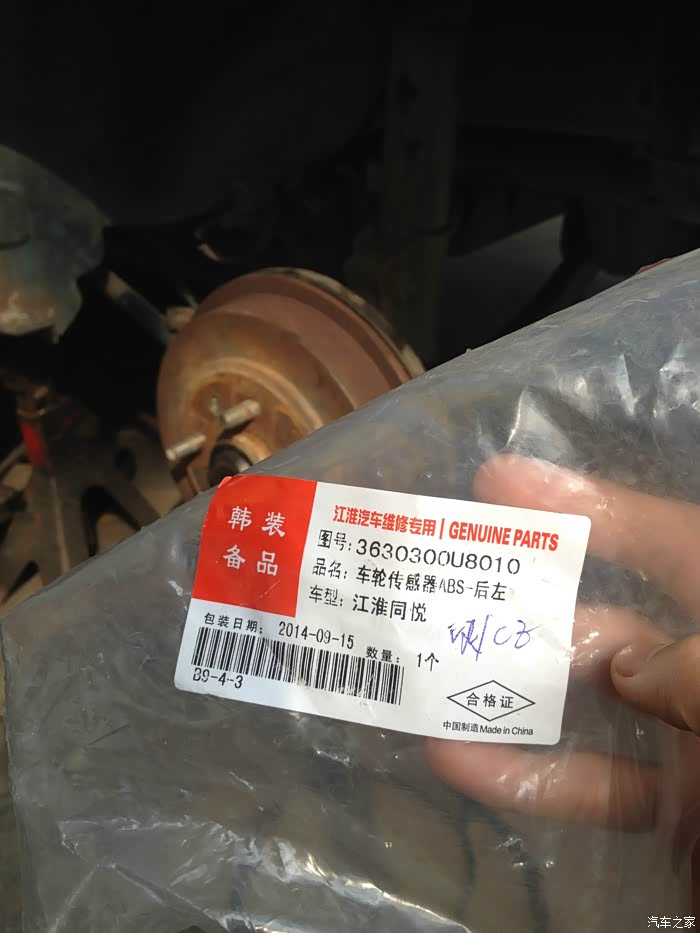 韩装
备品
江淮汽车维修专用 | GENUINE PARTS
图号: 3630300U8010
品名: 车轮传感器ABS-后左
车型: 江淮同悦
包装日期: 2014-09-15 数量: 1个
B9-4-3
合格证
中国制造 Made in China
汽车之家